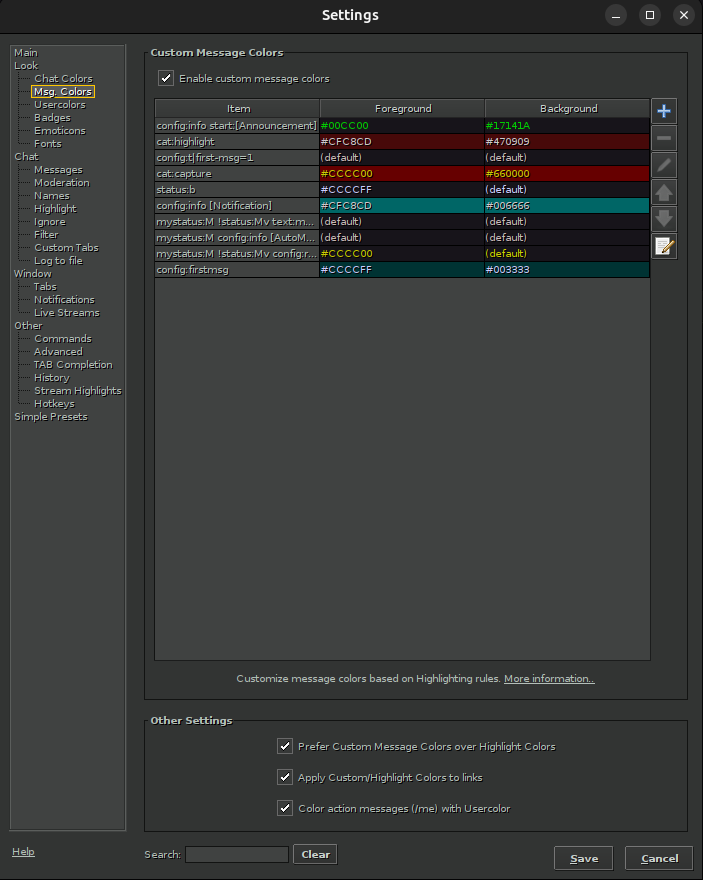 Settings
Main
Look
Chat Colors
Msg. Colors
Usercolors
Badges
Emoticons
Fonts
Chat
Messages
Moderation
Names
Highlight
Ignore
Filter
Custom Tabs
Log to file
Window
Tabs
Notifications
Live Streams
Other
Commands
Advanced
TAB Completion
History
Stream Highlights
Hotkeys
Simple Presets
Help
Custom Message Colors
Enable custom message colors
Item Foreground Background
config:info start:[Announcement] #00CC00 #17141A
cat:highlight #CFC8CD #470909
config:t|first-msg=1 (default) (default)
cat:capture #CCCC00 #660000
status:b #CCCCFF (default)
config:info [Notification] #CFC8CD #006666
mystatus:M !status:Mv text:m... (default) (default)
mystatus:M config:info [AutoM... (default) (default)
mystatus:M !status:Mv config:r... #CCCC00 (default)
config:firstmsg #CCCCFF #003333
Customize message colors based on Highlighting rules. More information..
Other Settings
Prefer Custom Message Colors over Highlight Colors
Apply Custom/Highlight Colors to links
Color action messages (/me) with Usercolor
Search: Clear Save Cancel